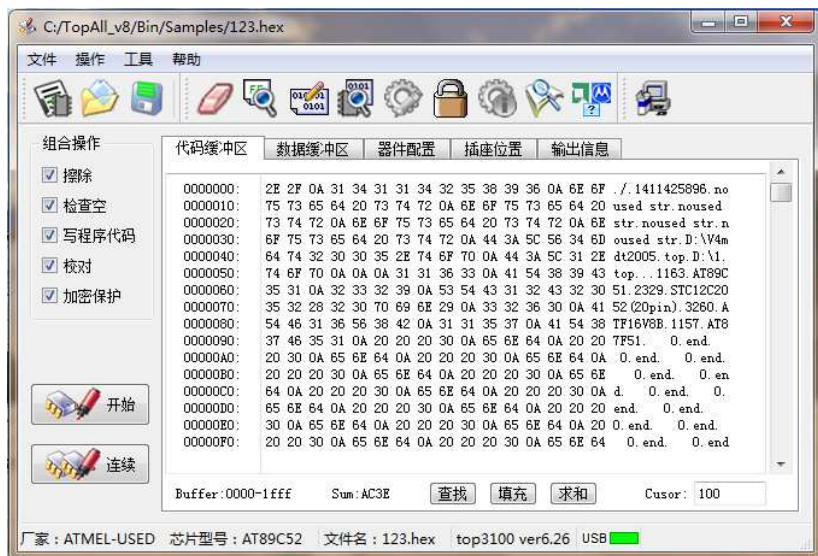 C:/TopAll_v8/Bin/Samples/123.hex
文件 操作 工具 帮助
组合操作
擦除
检查空
写程序代码
校对
加密保护
开始
连续
代码缓冲区 数据缓冲区 器件配置 插座位置 输出信息
0000000: 2E 2F 0A 31 34 31 31 34 32 35 38 39 36 0A 6E 6F ./.1411425896.no
0000010: 75 73 65 64 20 73 74 72 0A 6E 6F 75 73 65 64 20 used str.noused
0000020: 73 74 72 0A 6E 6F 75 73 65 64 20 73 74 72 0A 6E str.noused str.n
0000030: 6F 75 73 65 64 20 73 74 72 0A 44 3A 5C 56 34 6D oused str.D:\V4m
0000040: 64 74 32 30 30 35 2E 74 6F 70 0A 44 3A 5C 31 2E dt2005.top.D:\1.
0000050: 74 6F 70 0A 0A 0A 31 31 36 33 0A 41 54 38 39 43 top...1163.AT89C
0000060: 35 31 0A 32 33 32 39 0A 53 54 43 31 32 43 32 30 51.2329.STC12C20
0000070: 35 32 28 32 30 70 69 6E 29 0A 33 32 36 30 0A 41 52(20pin).3260.A
0000080: 54 46 31 36 56 38 42 0A 31 31 35 37 0A 41 54 38 TF16V8B.1157.AT8
0000090: 37 46 35 31 0A 20 20 20 30 0A 65 6E 64 0A 20 20 7F51. 0.end.
00000A0: 20 30 0A 65 6E 64 0A 20 20 20 30 0A 65 6E 64 0A 0.end. 0.end.
00000B0: 20 20 20 30 0A 65 6E 64 0A 20 20 20 30 0A 65 6E 0.end. 0.en
00000C0: 64 0A 20 20 20 30 0A 65 6E 64 0A 20 20 20 30 0A d. 0.end. 0.
00000D0: 65 6E 64 0A 20 20 20 30 0A 65 6E 64 0A 20 20 20 end. 0.end.
00000E0: 30 0A 65 6E 64 0A 20 20 20 30 0A 65 6E 64 0A 20 0.end. 0.end.
00000F0: 20 20 30 0A 65 6E 64 0A 20 20 20 30 0A 65 6E 64 0.end. 0.end
Buffer:0000-1fff Sum:AC3E 查找 填充 求和 Cusor: 100
厂家：ATMEL-USED 芯片型号：AT89C52 文件名：123.hex top3100 ver6.26 USB